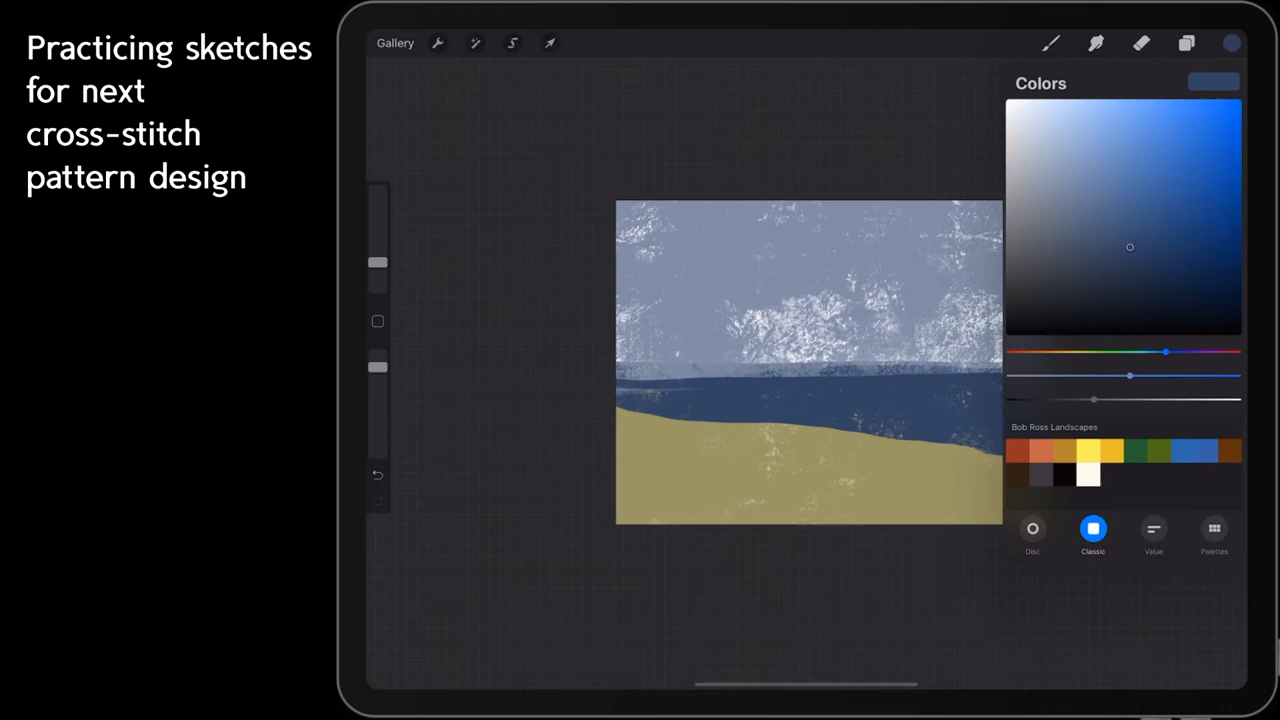 Practicing sketches
for next
cross-stitch
pattern design
Gallery
Colors
Bob Ross Landscapes
Disc
Classic
Value
Palettes